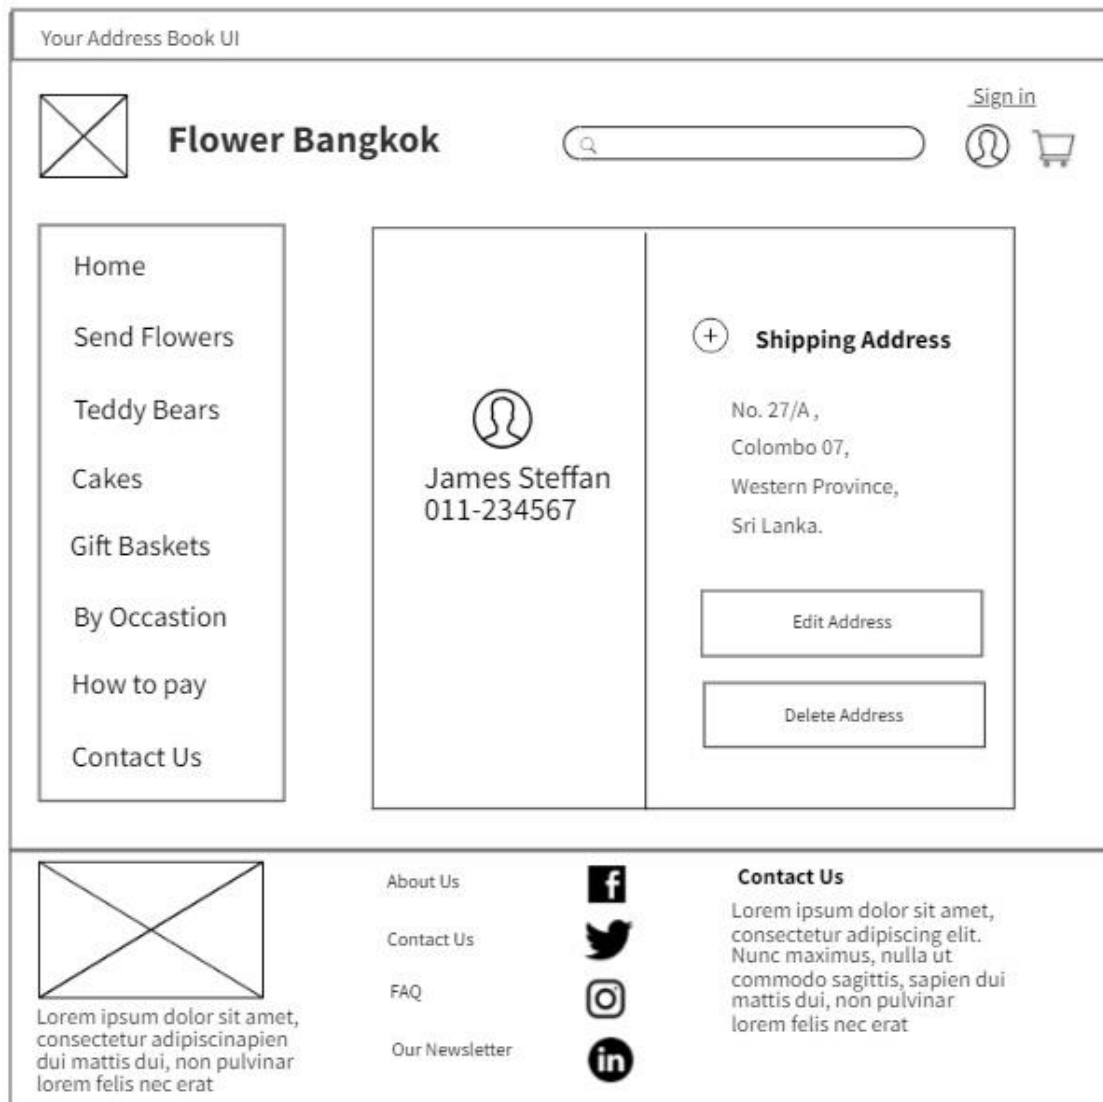 Your Address Book UI
Sign in
Flower Bangkok
Home
Send Flowers
Teddy Bears
Cakes
Gift Baskets
By Occastion
How to pay
Contact Us
James Steffan
011-234567
Shipping Address
No. 27/A ,
Colombo 07,
Western Province,
Sri Lanka.
Edit Address
Delete Address
Lorem ipsum dolor sit amet,
consectetur adipiscinapien
dui mattis dui, non pulvinar
lorem felis nec erat
About Us
Contact Us
FAQ
Our Newsletter
f
in
Contact Us
Lorem ipsum dolor sit amet,
consectetur adipiscing elit.
Nunc maximus, nulla ut
commodo sagittis, sapien dui
mattis dui, non pulvinar
lorem felis nec erat